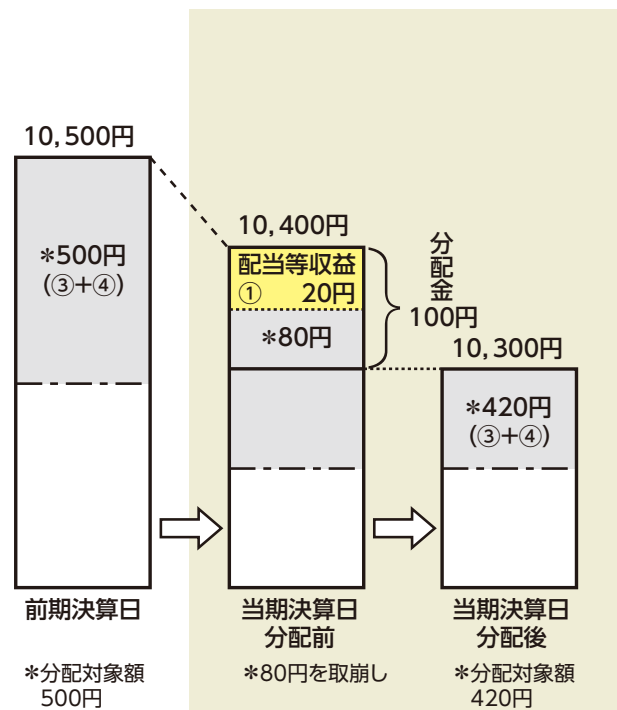 10,500円
*500円
(③+④)
前期決算日
*分配対象額
500円
10,400円
配当等収益
① 20円
*80円
分配金
100円
当期決算日
分配前
*80円を取崩し
10,300円
*420円
(③+④)
当期決算日
分配後
*分配対象額
420円